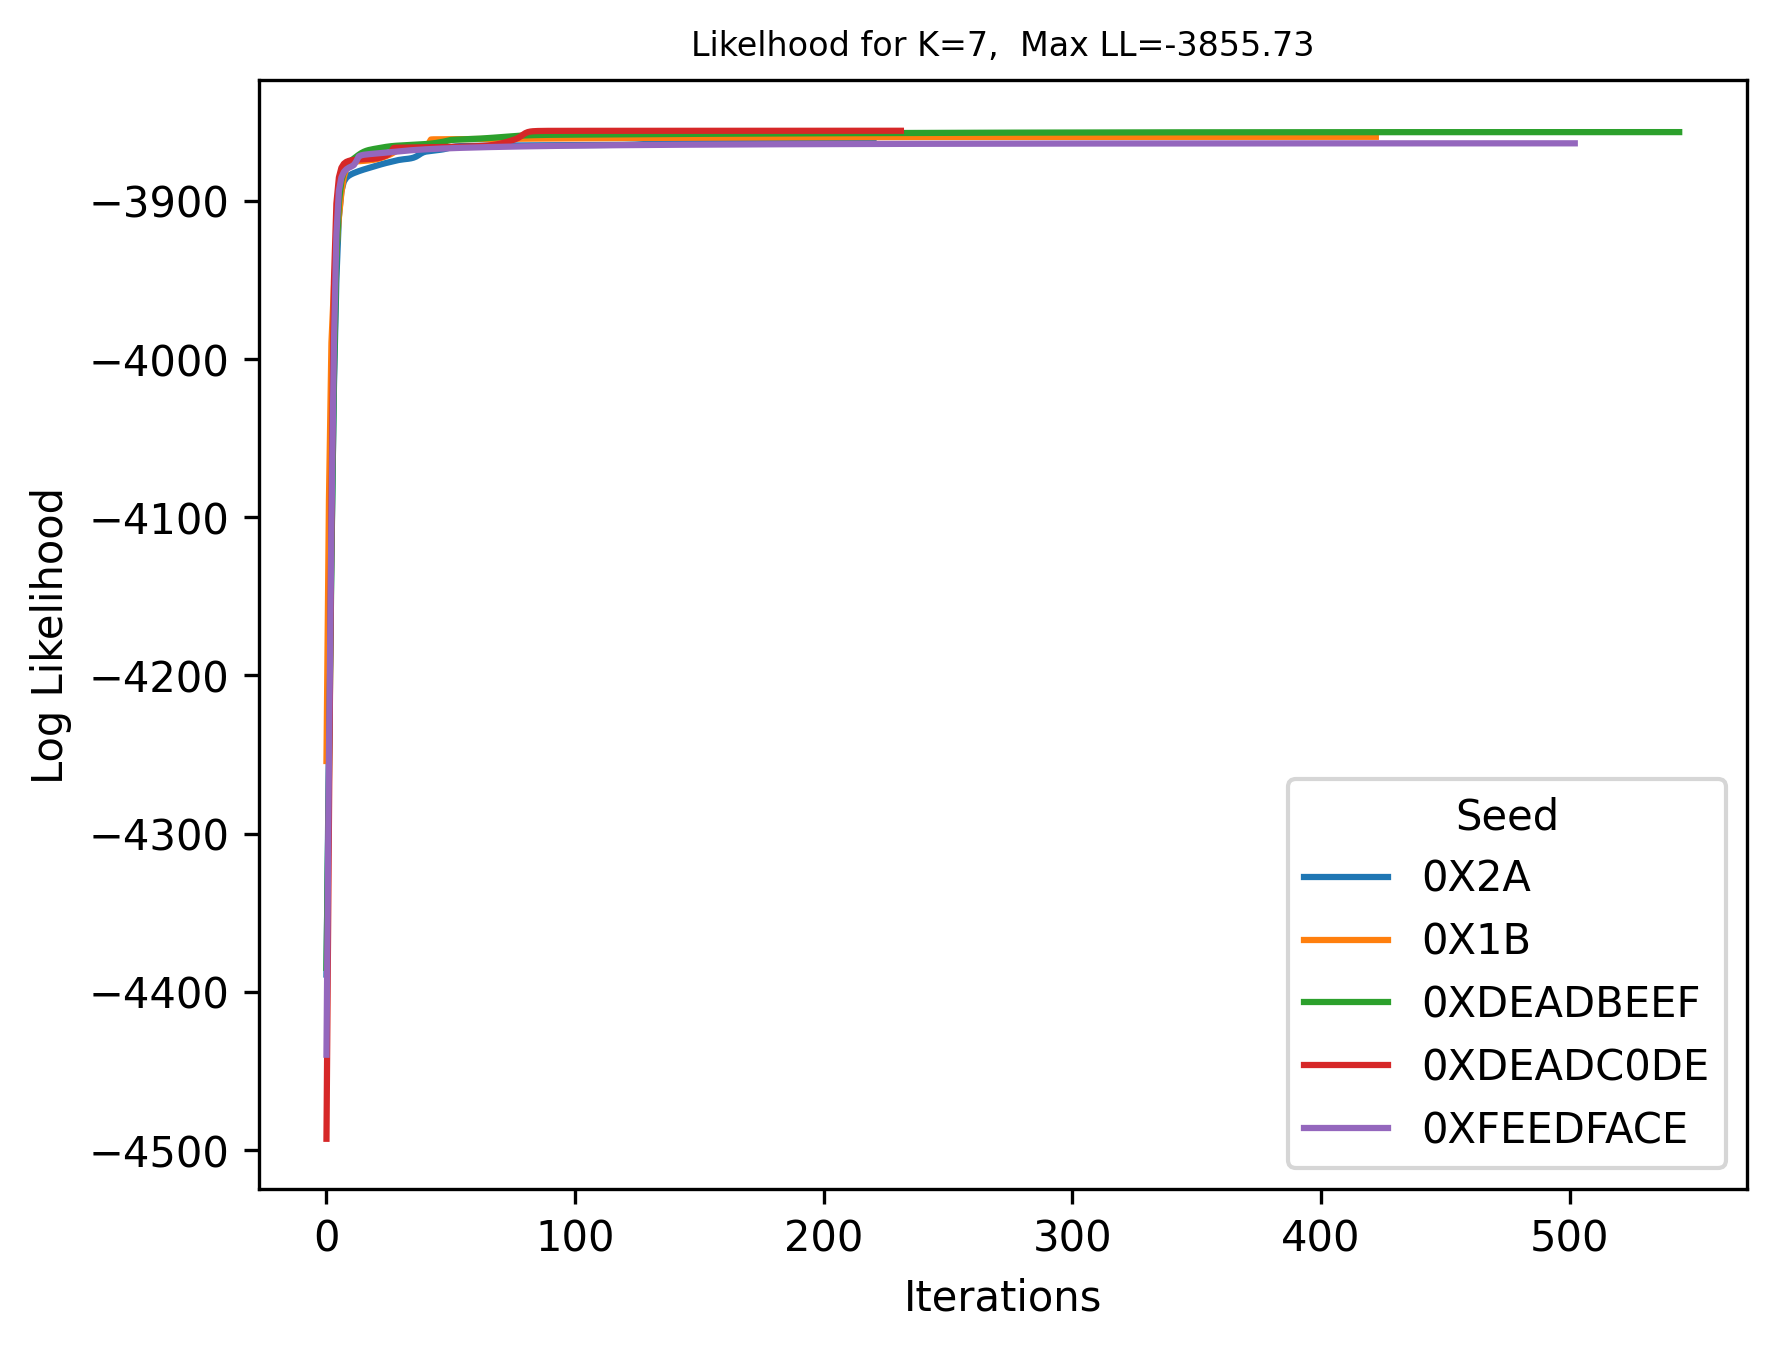 Likelhood for K=7,  Max LL=-3855.73
Log Likelihood
−3900
−4000
−4100
−4200
−4300
−4400
−4500
0 100 200 300 400 500
Iterations
Seed
0X2A
0X1B
0XDEADBEEF
0XDEADC0DE
0XFEEDFACE